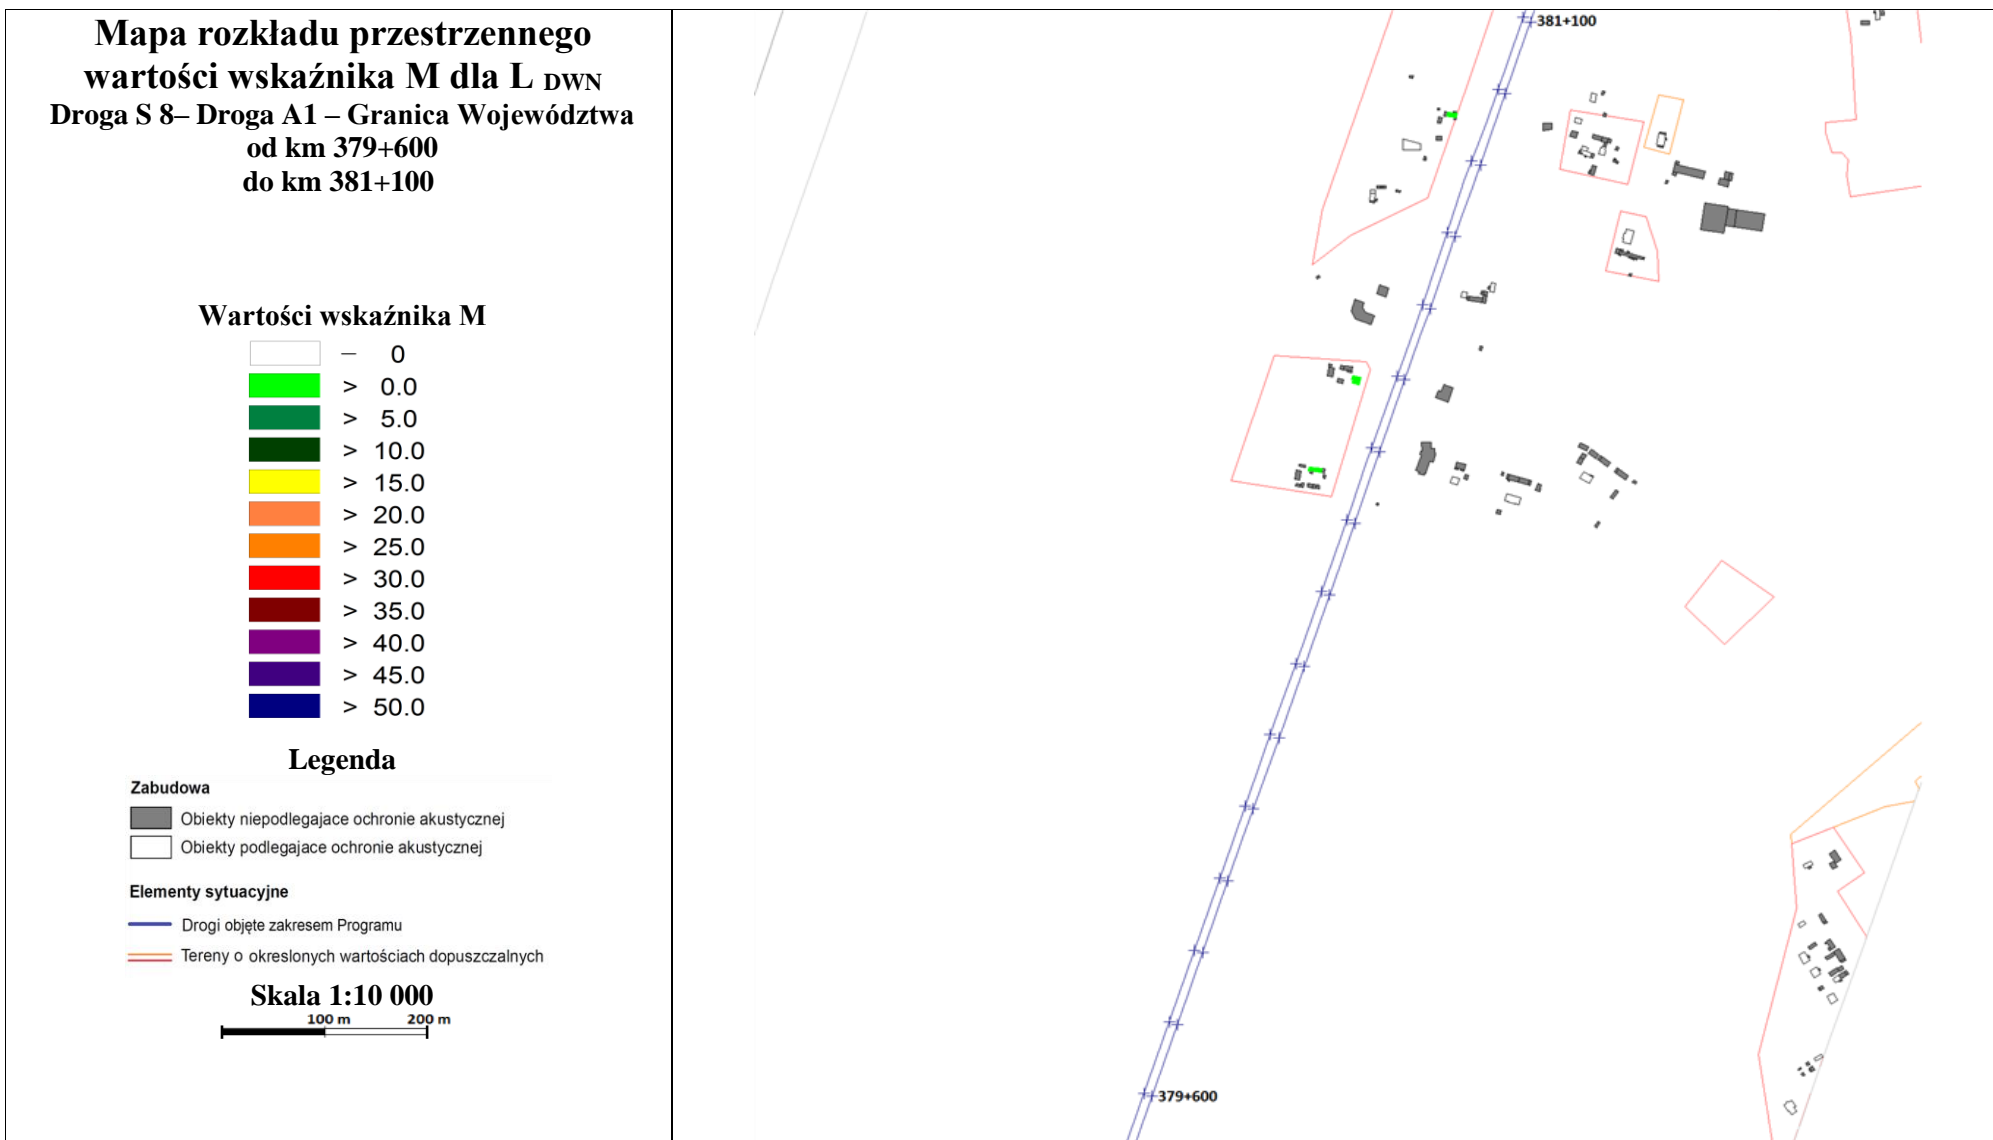 Mapa rozkładu przestrzennego
wartości wskaźnika M dla L DWN
Droga S 8– Droga A1 – Granica Województwa
od km 379+600
do km 381+100
Wartości wskaźnika M
– 0
> 0.0
> 5.0
> 10.0
> 15.0
> 20.0
> 25.0
> 30.0
> 35.0
> 40.0
> 45.0
> 50.0
Legenda
Zabudowa
Obiekty niepodlegajace ochronie akustycznej
Obiekty podlegajace ochronie akustycznej
Elementy sytuacyjne
Drogi objęte zakresem Programu
Tereny o okreslonych wartościach dopuszczalnych
Skala 1:10 000
100 m 200 m
381+100
379+600